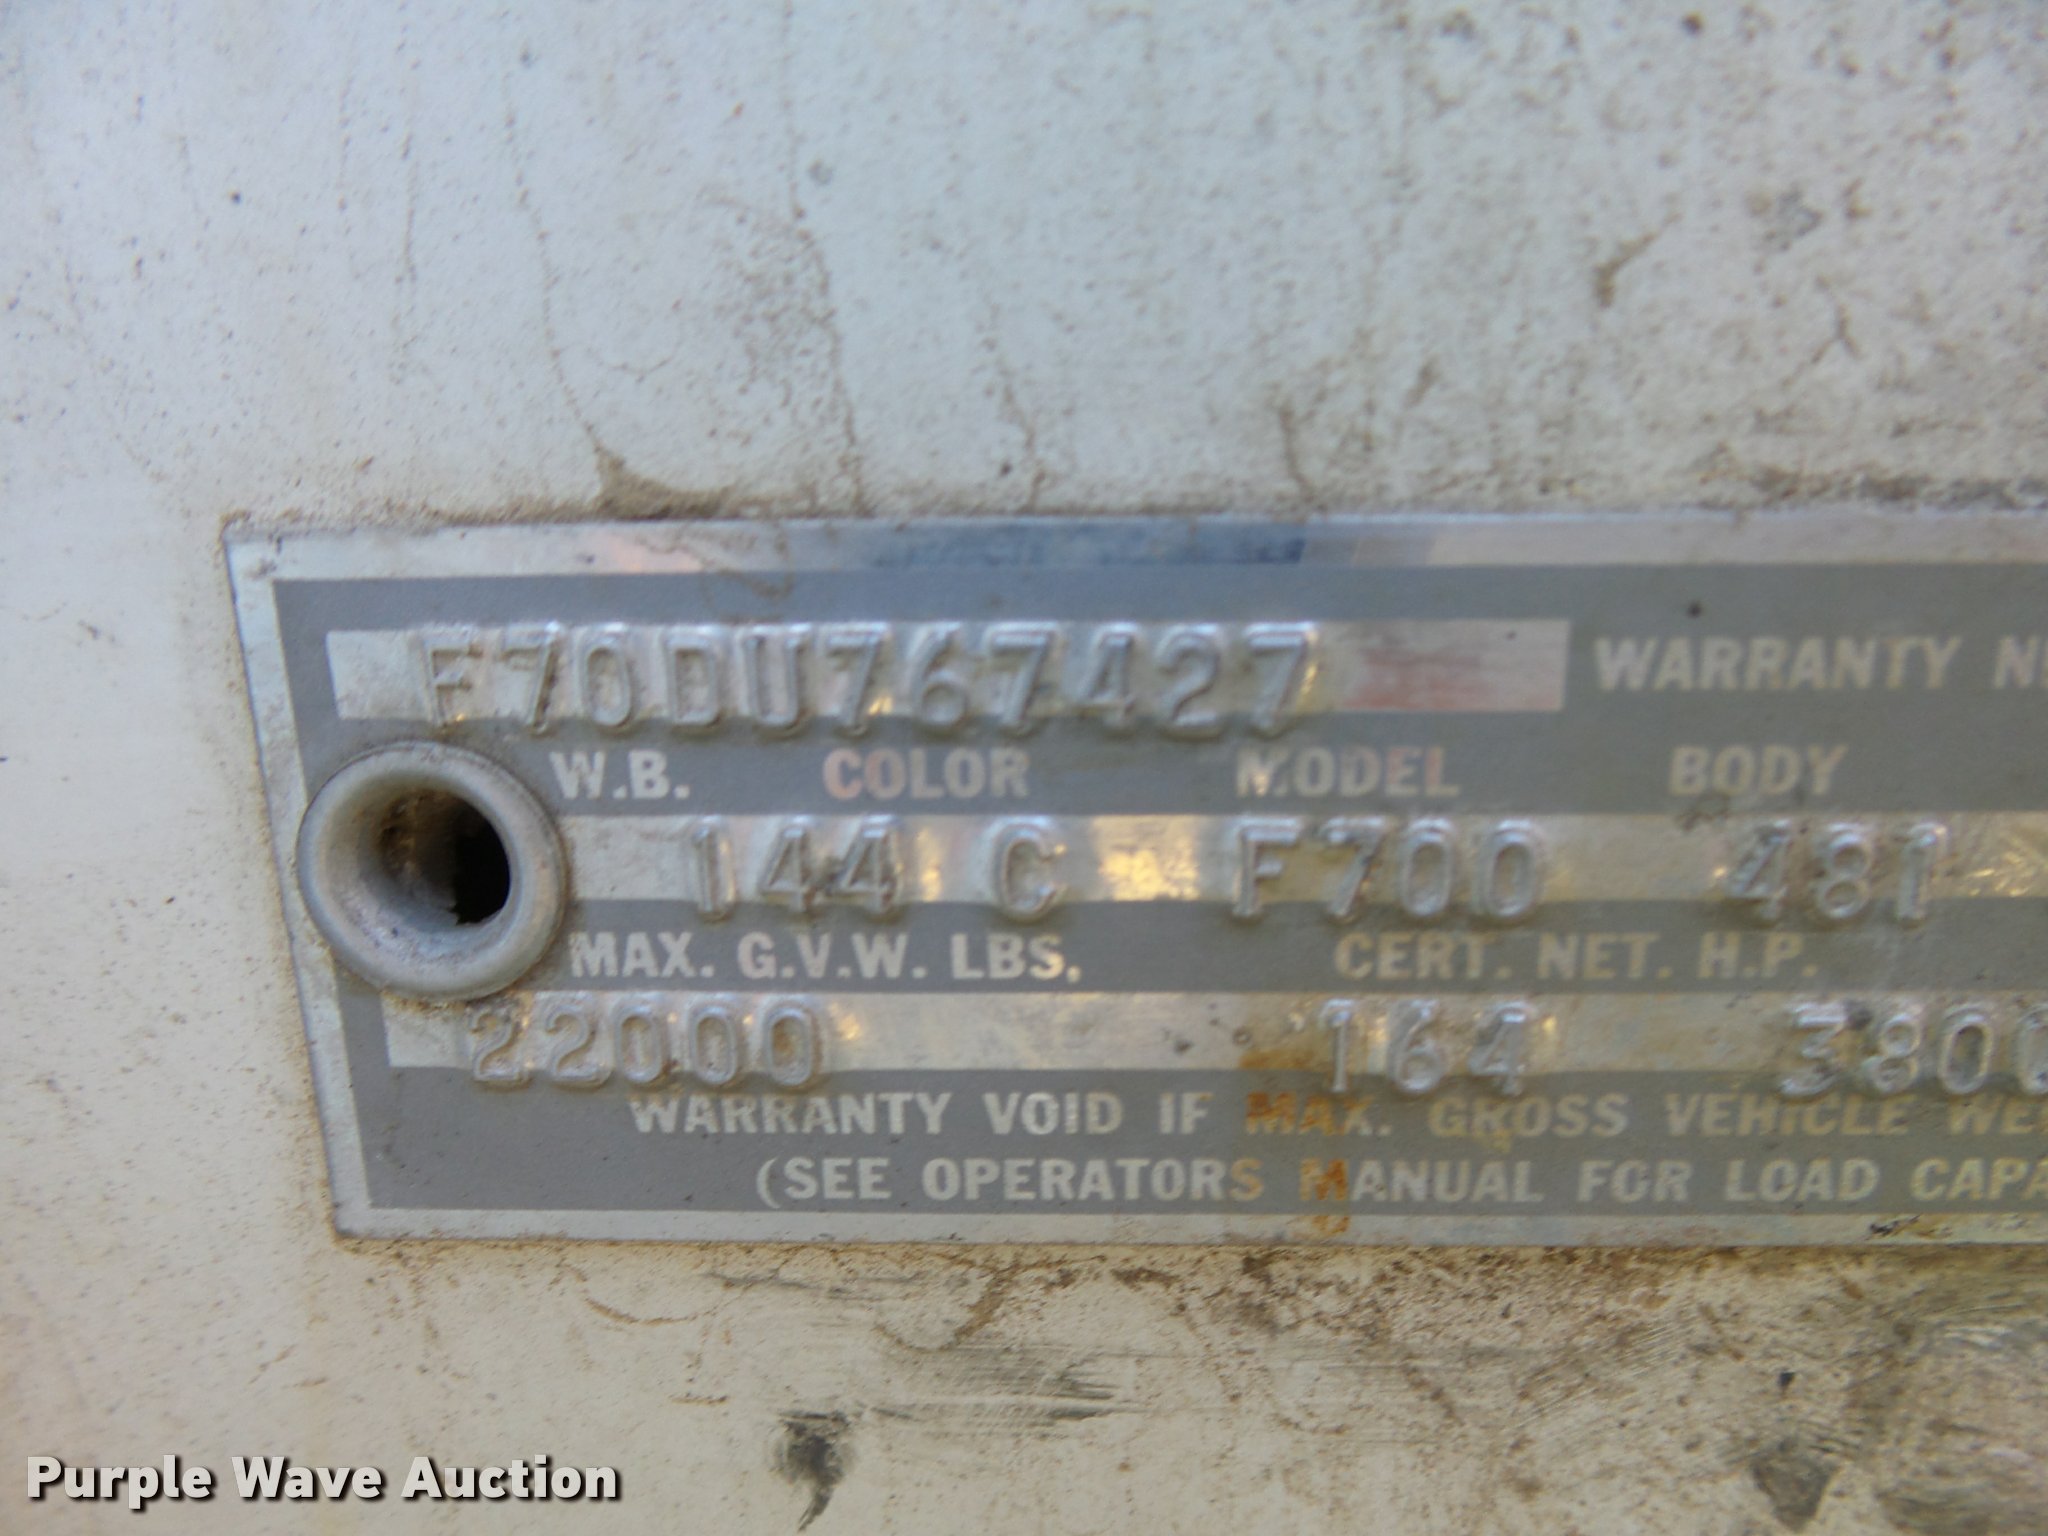 F70DU767427 WARRANTY
W.B. COLOR MODEL BODY
144 C F700 481
MAX. G.V.W. LBS. CERT. NET. H.P.
22000 164 3800
WARRANTY VOID IF MAX. GROSS VEHICLE
(SEE OPERATORS MANUAL FOR LOAD
Purple Wave Auction